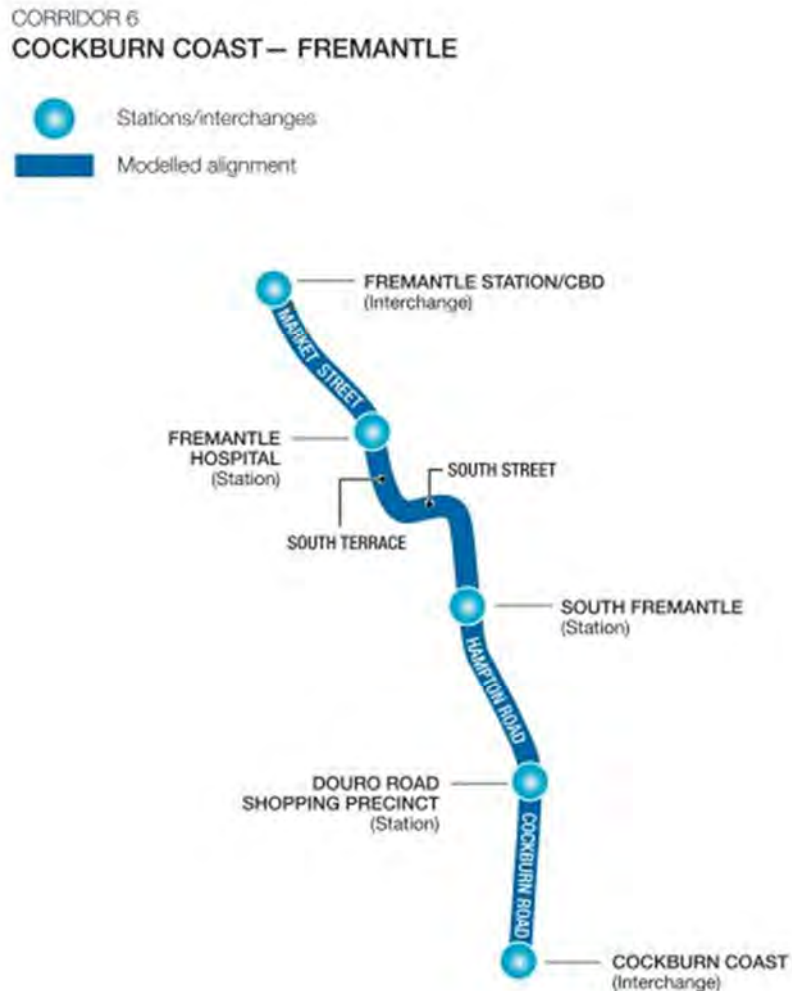 CORRIDOR 6
COCKBURN COAST — FREMANTLE
Stations/interchanges
Modelled alignment
FREMANTLE STATION/CBD
(Interchange)
MARKET STREET
FREMANTLE
HOSPITAL
(Station)
SOUTH STREET
SOUTH TERRACE
SOUTH FREMANTLE
(Station)
HAMPTON ROAD
DOURO ROAD
SHOPPING PRECINCT
(Station)
COCKBURN ROAD
COCKBURN COAST
(Interchange)